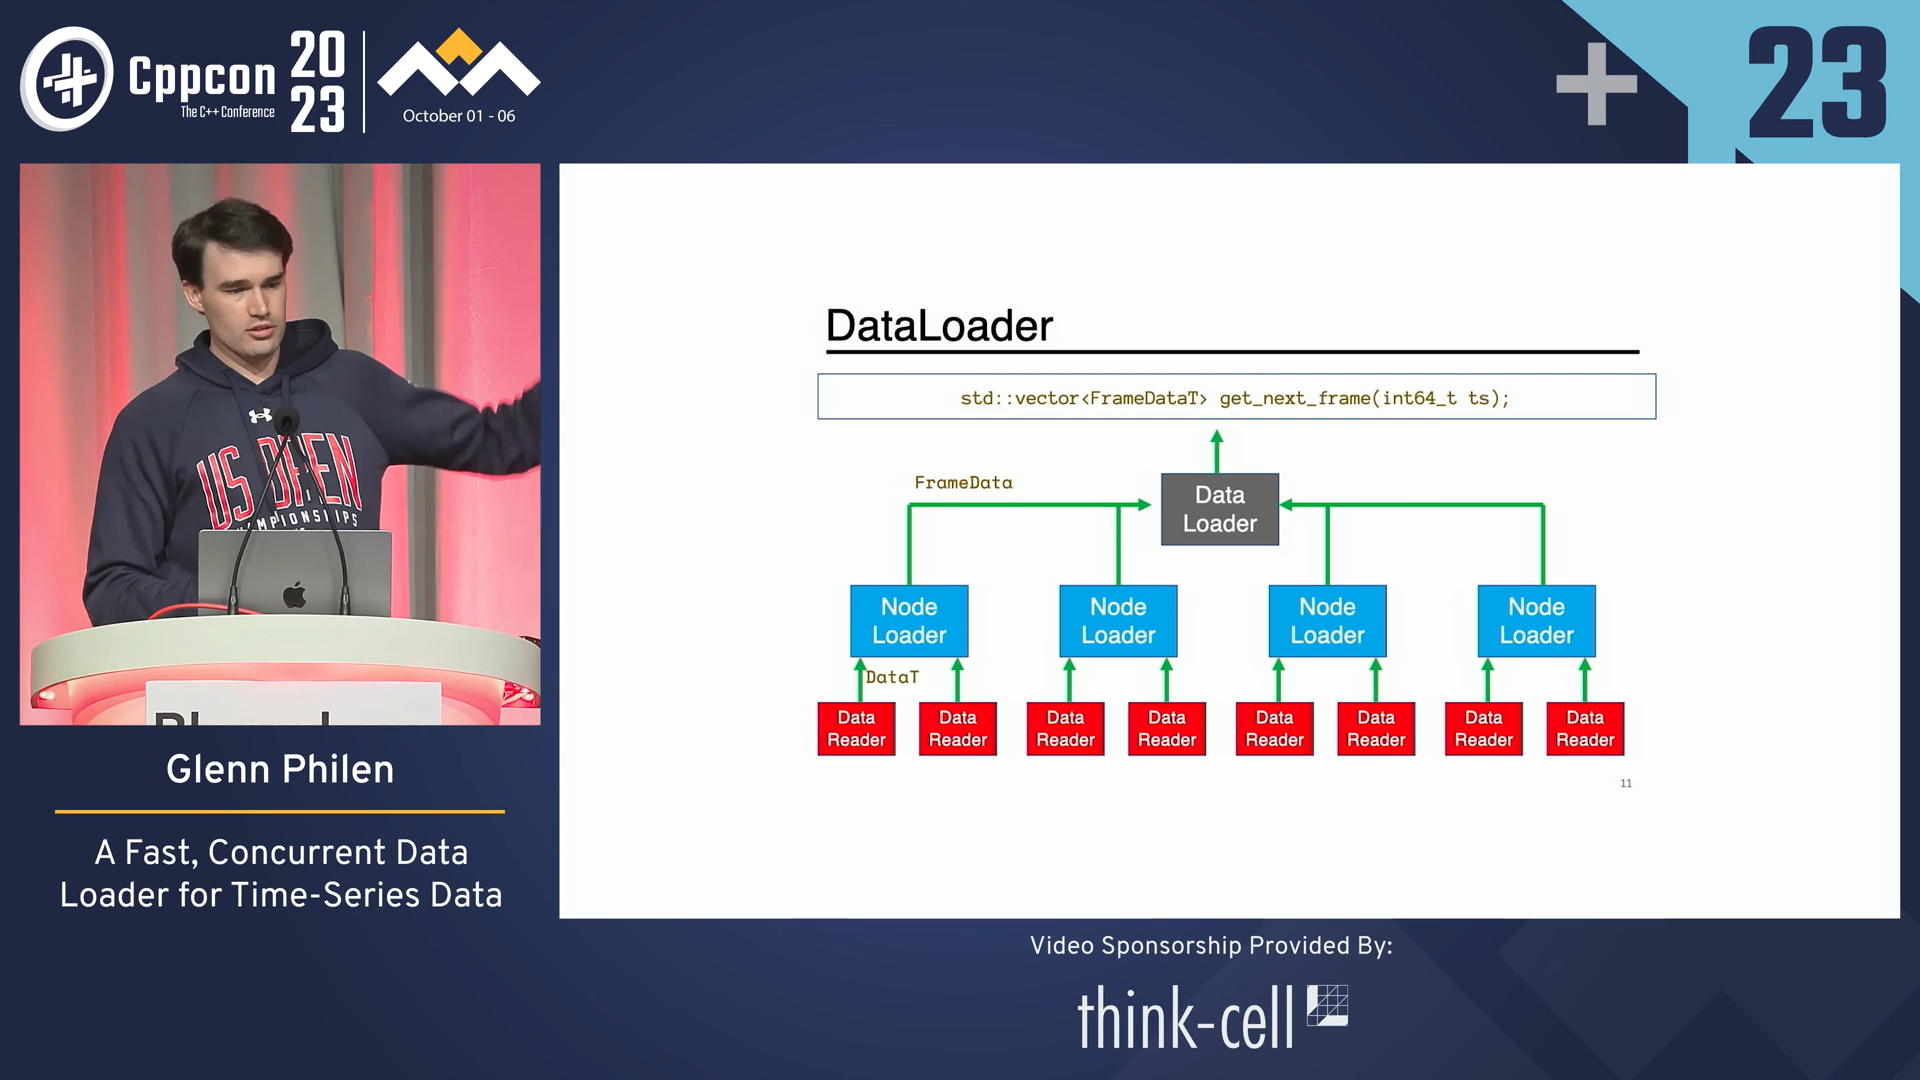 Cppcon
The C++ Conference
20
23
October 01 - 06
23
US OPEN
DataLoader
std::vector<FrameDataT> get_next_frame(int64_t ts);
FrameData
Data
Loader
Node
Loader
Node
Loader
Node
Loader
Node
Loader
DataT
Data
Reader
Data
Reader
Data
Reader
Data
Reader
Data
Reader
Data
Reader
Data
Reader
Data
Reader
11
Glenn Philen
A Fast, Concurrent Data
Loader for Time-Series Data
Video Sponsorship Provided By:
think-cell